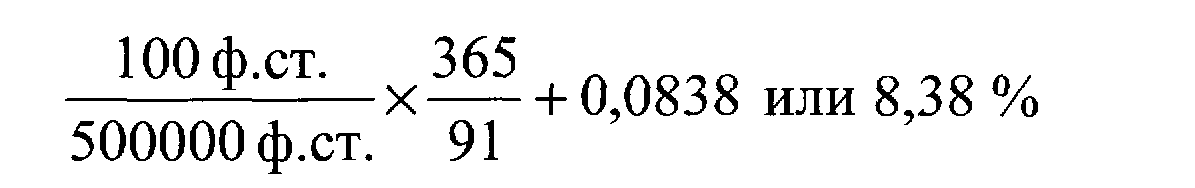 100 ф.ст. / 500000 ф.ст. × 365 / 91 + 0,0838 или 8,38 %